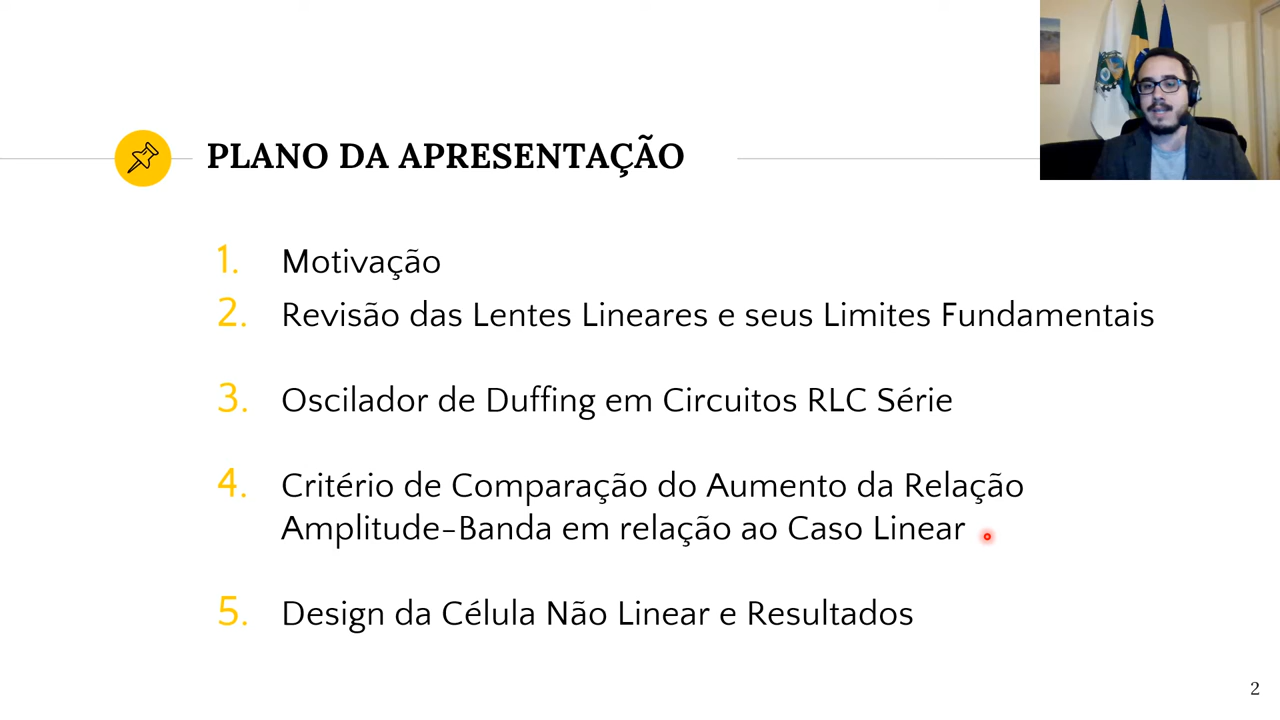 PLANO DA APRESENTAÇÃO
1. Motivação
2. Revisão das Lentes Lineares e seus Limites Fundamentais
3. Oscilador de Duffing em Circuitos RLC Série
4. Critério de Comparação do Aumento da Relação
Amplitude-Banda em relação ao Caso Linear
5. Design da Célula Não Linear e Resultados
2